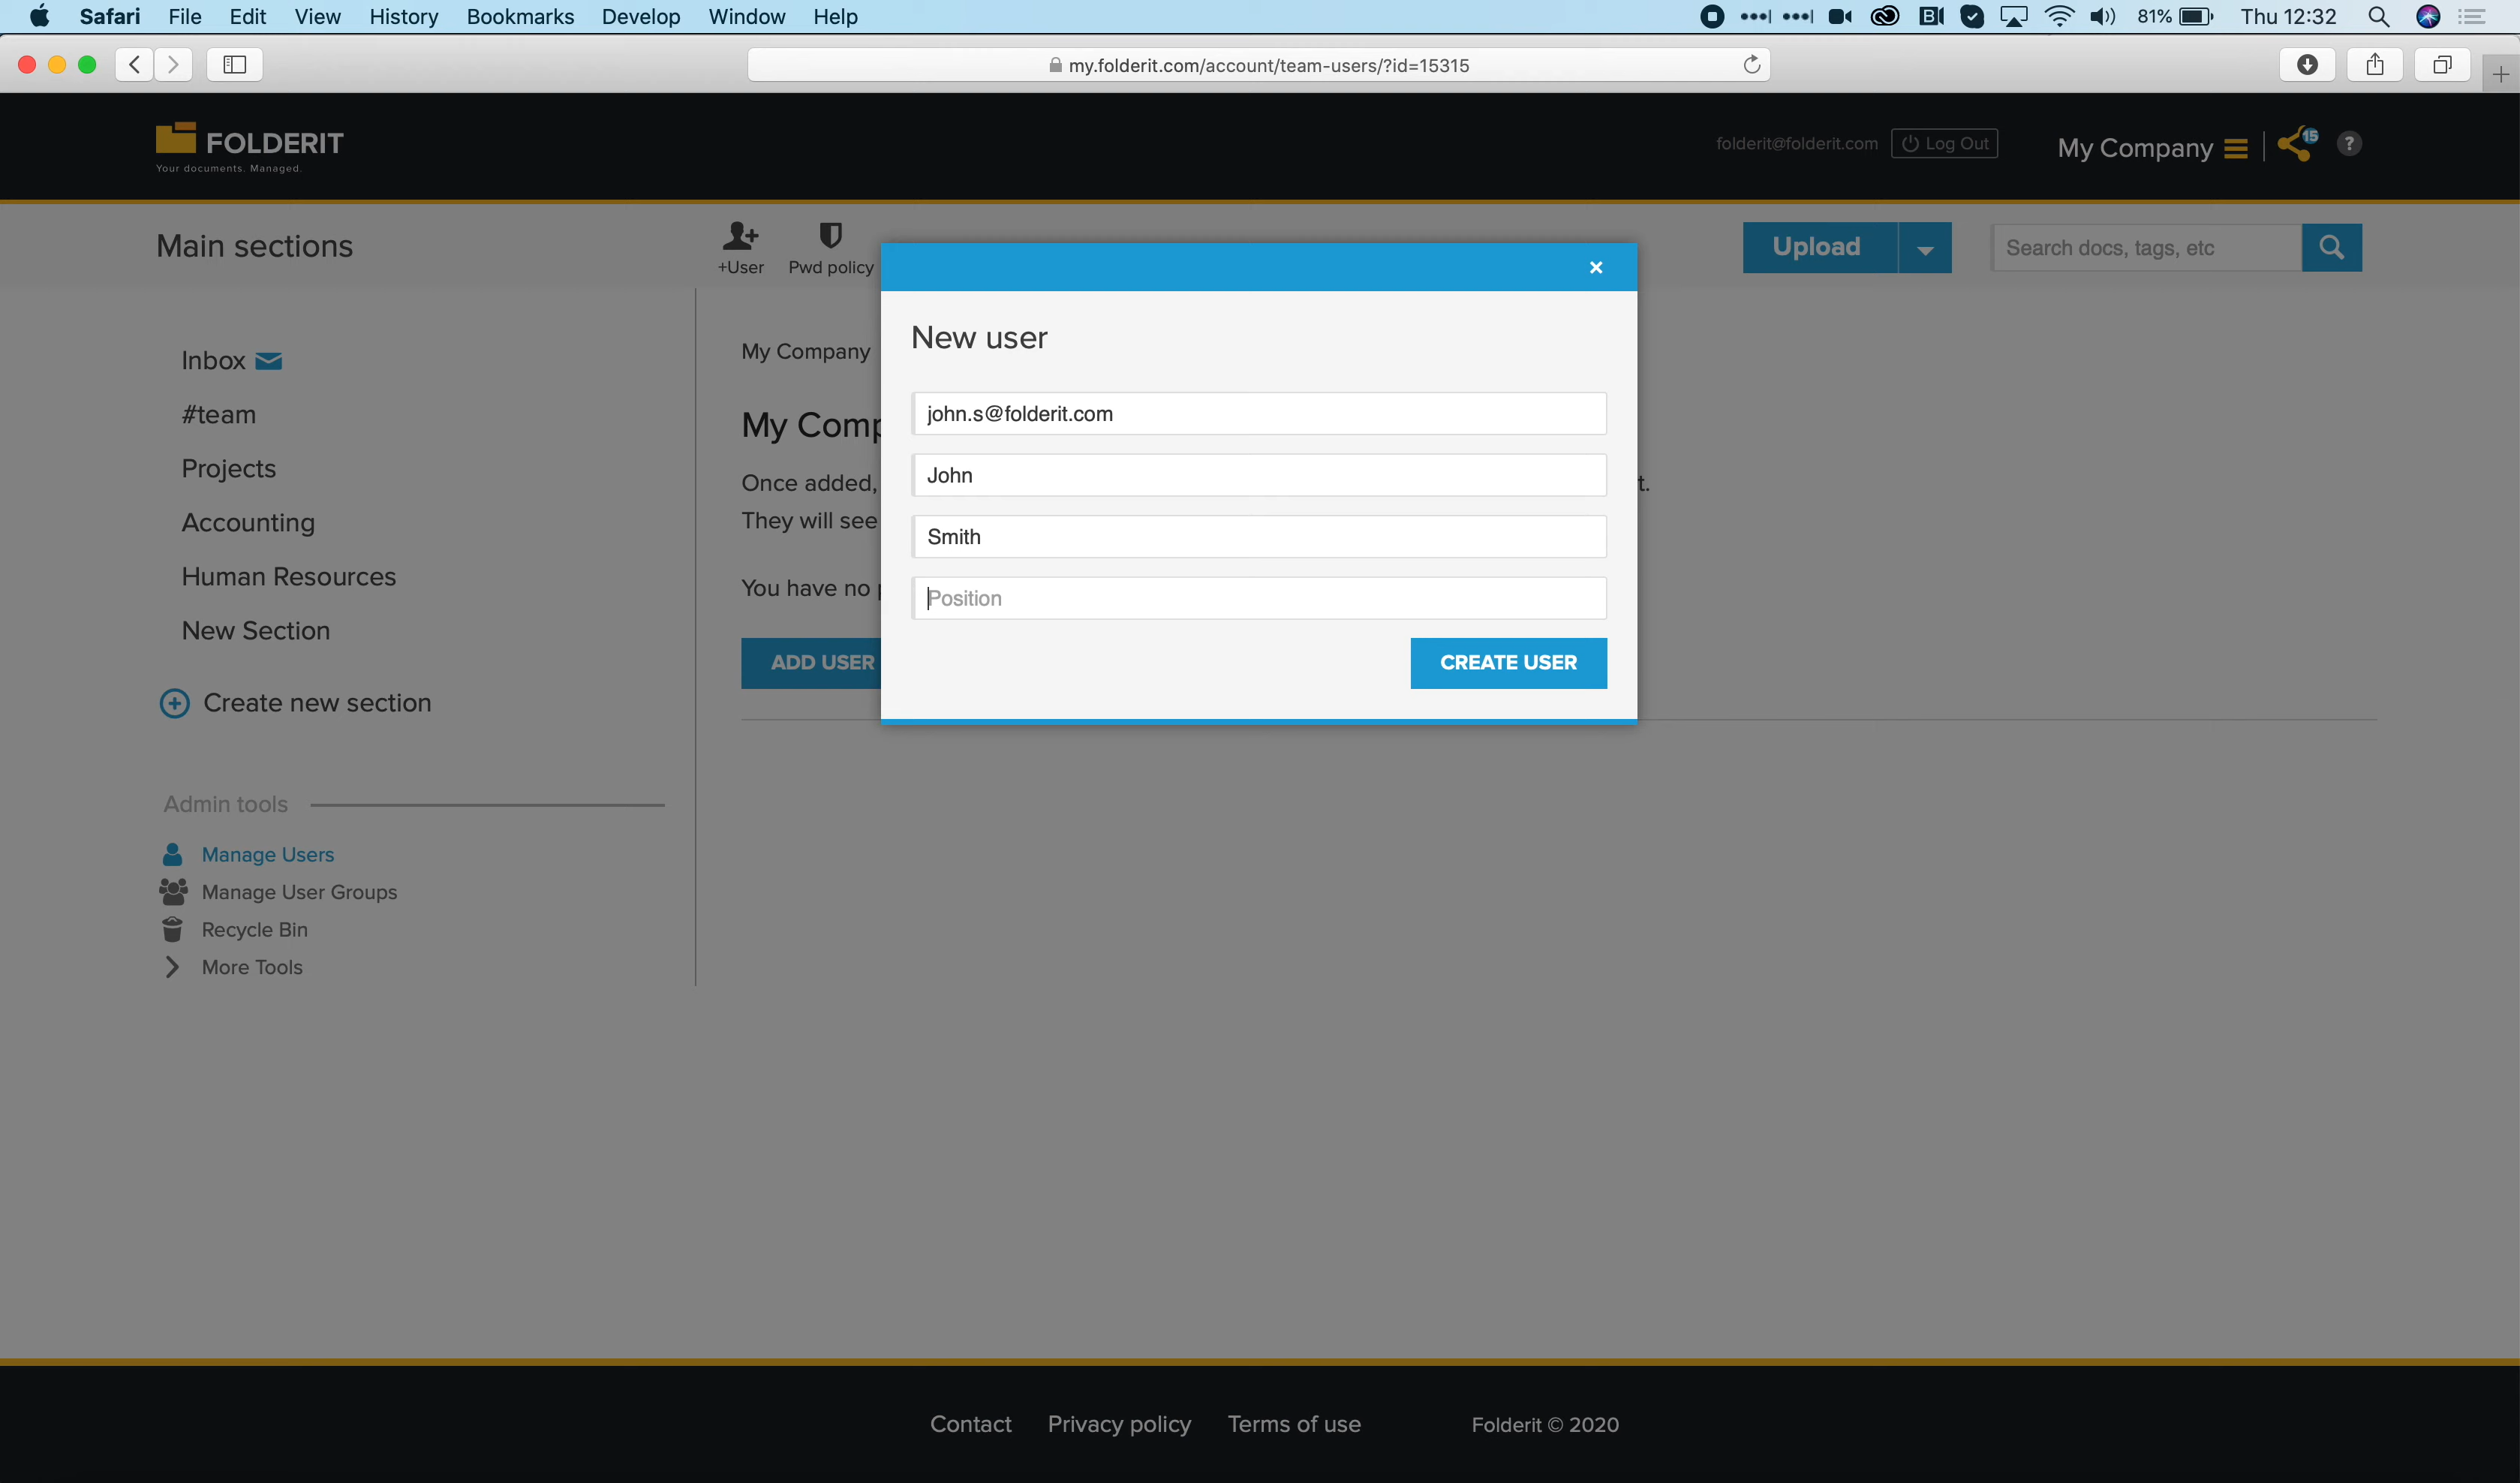 Safari File Edit View History Bookmarks Develop Window Help
81% Thu 12:32
my.folderit.com/account/team-users/?id=15315
FOLDERIT
Your documents. Managed.
folderit@folderit.com Log Out My Company 15 ?
Main sections
+User Pwd policy
Upload
Search docs, tags, etc
Inbox
#team
Projects
Accounting
Human Resources
New Section
Create new section
Admin tools
Manage Users
Manage User Groups
Recycle Bin
More Tools
My Company
My Comp
Once added, t.
They will see
You have no
ADD USER
×
New user
john.s@folderit.com
John
Smith
Position
CREATE USER
Contact Privacy policy Terms of use Folderit © 2020